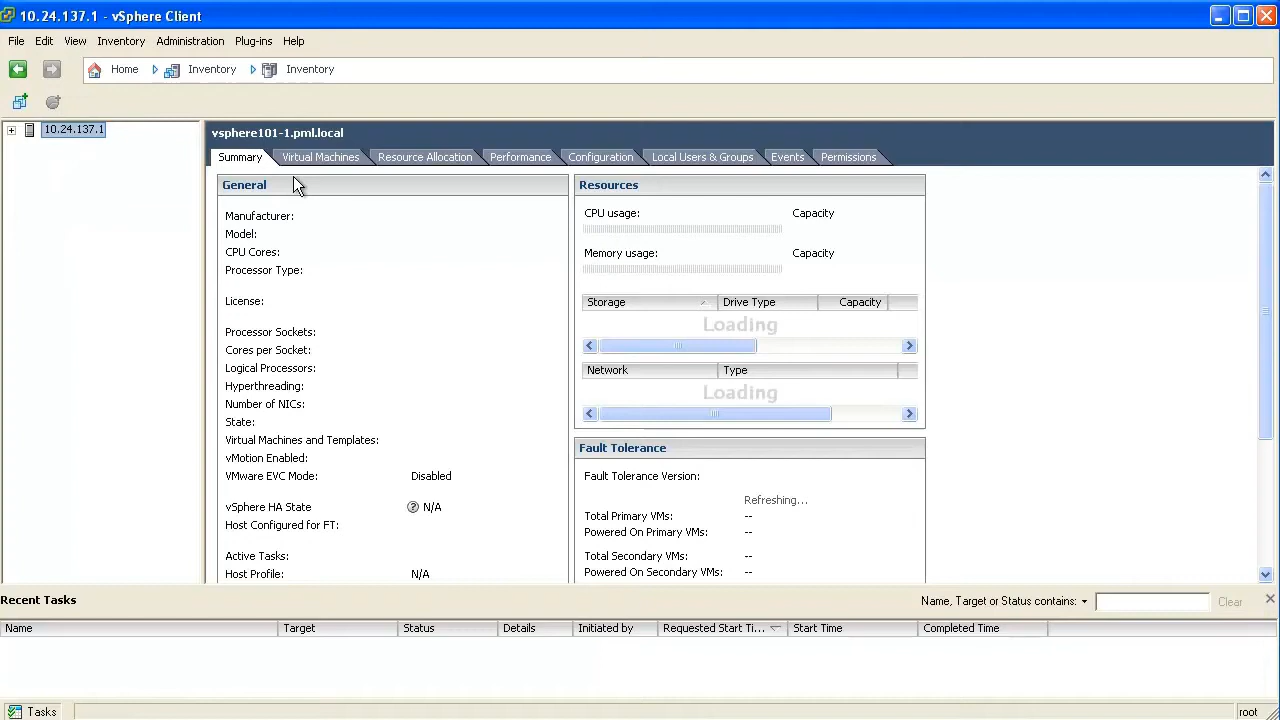 10.24.137.1 - vSphere Client
File Edit View Inventory Administration Plug-ins Help
Home Inventory Inventory
10.24.137.1
vsphere101-1.pml.local
Summary Virtual Machines Resource Allocation Performance Configuration Local Users & Groups Events Permissions
General
Manufacturer:
Model:
CPU Cores:
Processor Type:
License:
Processor Sockets:
Cores per Socket:
Logical Processors:
Hyperthreading:
Number of NICs:
State:
Virtual Machines and Templates:
vMotion Enabled:
VMware EVC Mode: Disabled
vSphere HA State ? N/A
Host Configured for FT:
Active Tasks:
Host Profile: N/A
Resources
CPU usage: Capacity
Memory usage: Capacity
Storage Drive Type Capacity
Loading
Network Type
Loading
Fault Tolerance
Fault Tolerance Version:
Refreshing...
Total Primary VMs: --
Powered On Primary VMs: --
Total Secondary VMs: --
Powered On Secondary VMs: --
Recent Tasks Name, Target or Status contains: Clear
Name Target Status Details Initiated by Requested Start Ti... Start Time Completed Time
Tasks root